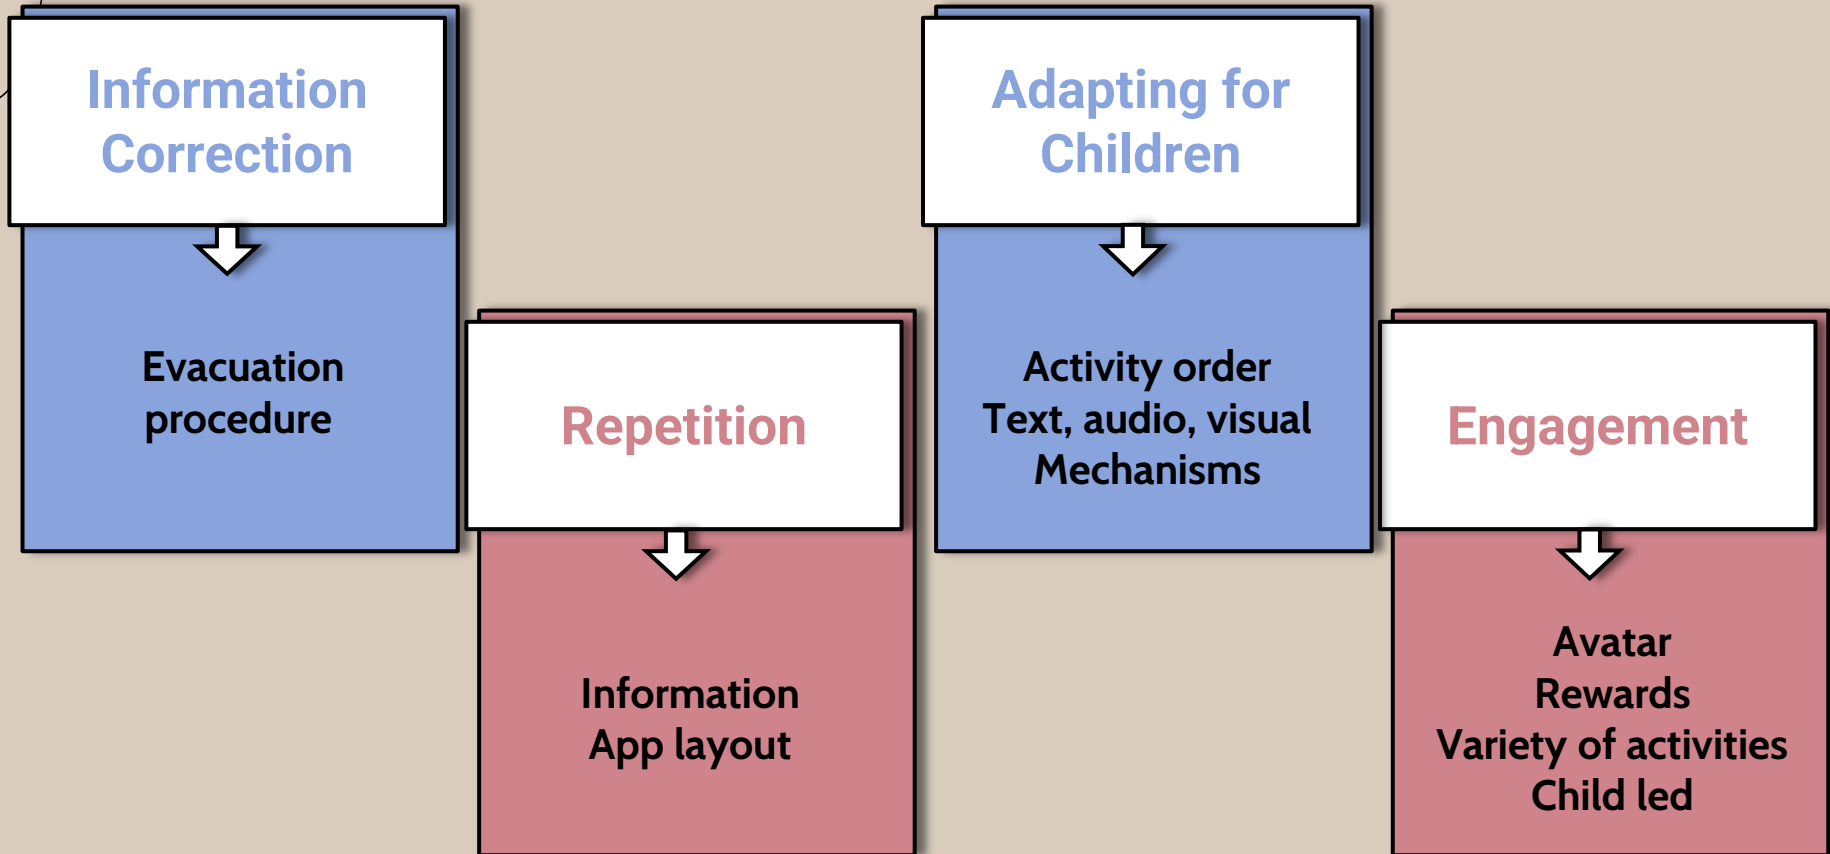 Information
Correction
Evacuation
procedure
Repetition
Information
App layout
Adapting for
Children
Activity order
Text, audio, visual
Mechanisms
Engagement
Avatar
Rewards
Variety of activities
Child led